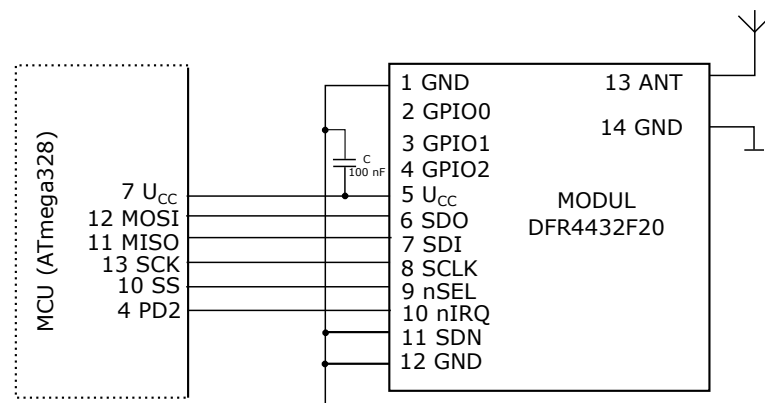 MCU (ATmega328)
7 UCC
12 MOSI
11 MISO
13 SCK
10 SS
4 PD2
C
100 nF
1 GND
2 GPIO0
3 GPIO1
4 GPIO2
5 UCC
6 SDO
7 SDI
8 SCLK
9 nSEL
10 nIRQ
11 SDN
12 GND
13 ANT
14 GND
MODUL
DFR4432F20